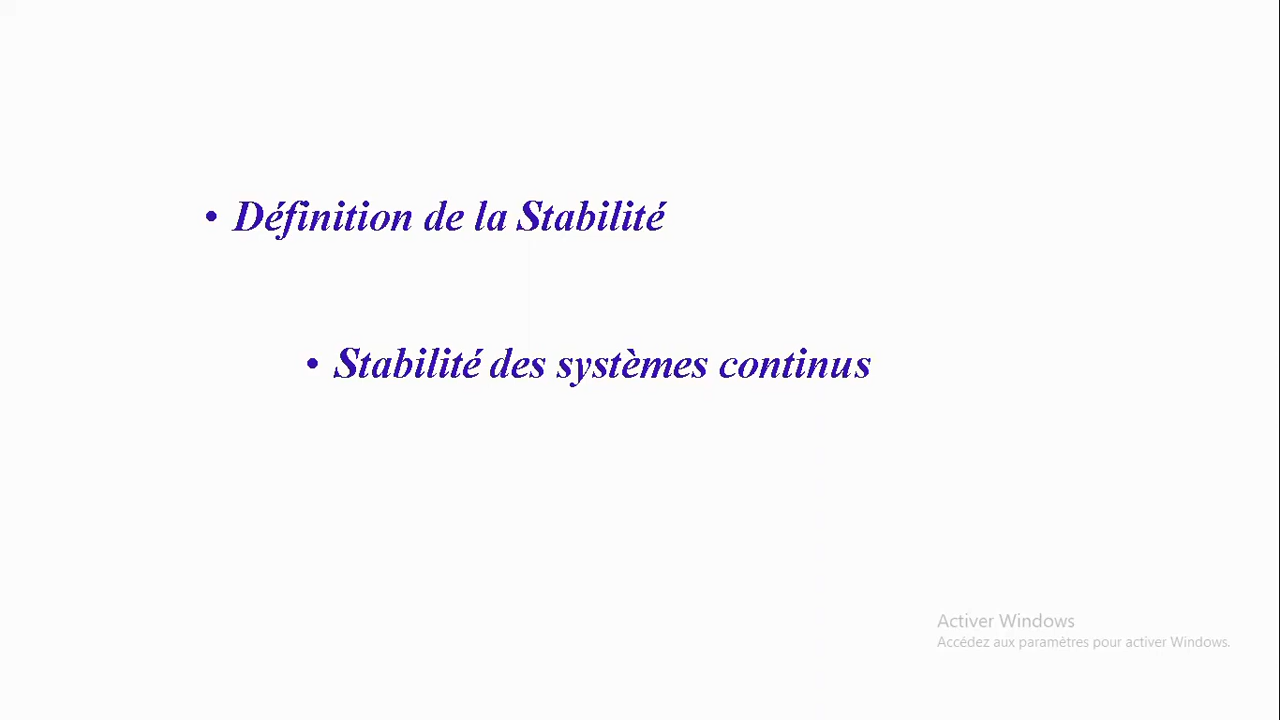 • Définition de la Stabilité
• Stabilité des systèmes continus
Activer Windows
Accédez aux paramètres pour activer Windows.